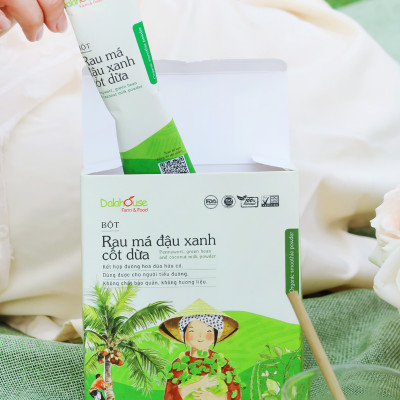 BỘT
Rau má
đậu xanh
cốt dừa
Dalahouse
Farm & Food
BỘT
Rau má đậu xanh
cốt dừa
Pennywort, green bean
and coconut milk powder
Kết hợp đường hoa dừa hữu cơ.
Dùng được cho người tiểu đường.
Không chất bảo quản, không hương liệu.
Organic smoothie powder